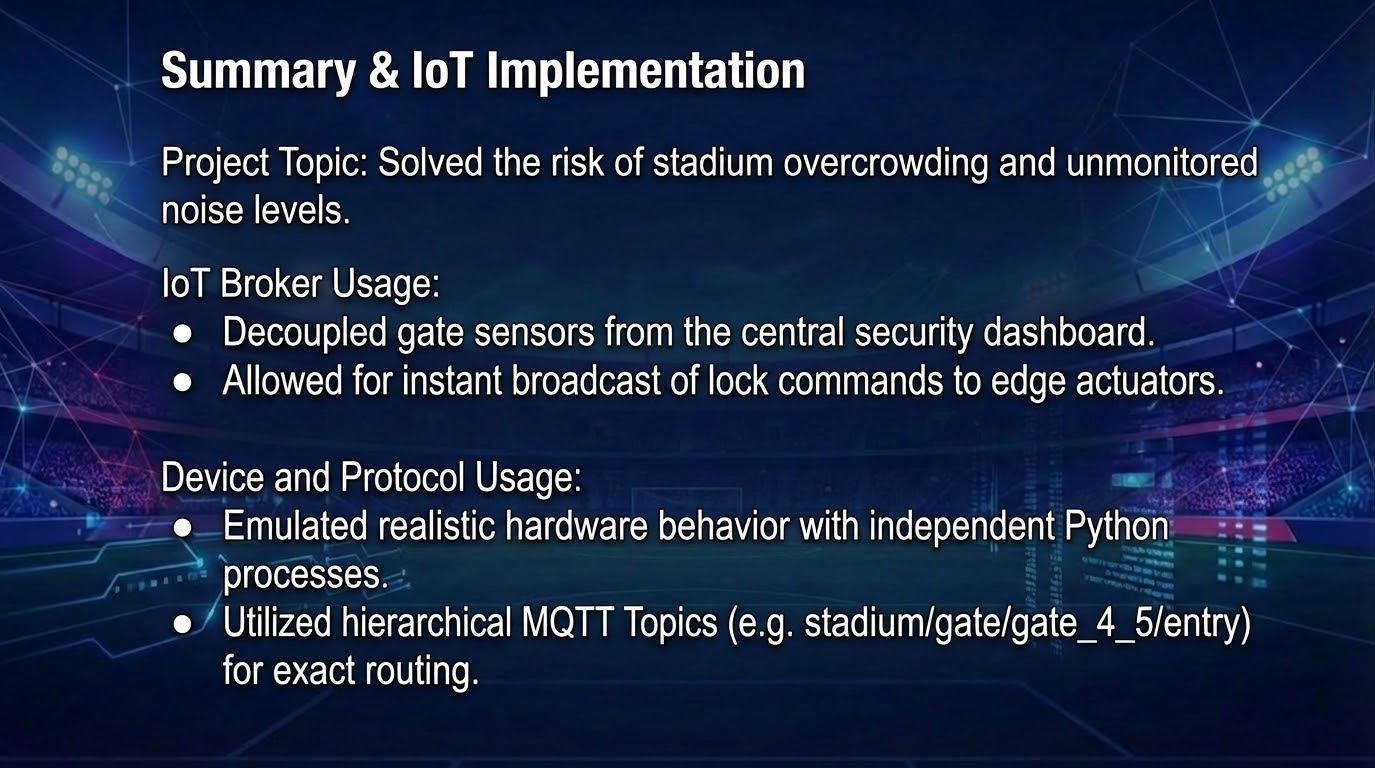 Summary & IoT Implementation
Project Topic: Solved the risk of stadium overcrowding and unmonitored
noise levels.
IoT Broker Usage:
● Decoupled gate sensors from the central security dashboard.
● Allowed for instant broadcast of lock commands to edge actuators.
Device and Protocol Usage:
● Emulated realistic hardware behavior with independent Python
processes.
● Utilized hierarchical MQTT Topics (e.g. stadium/gate/gate_4_5/entry)
for exact routing.